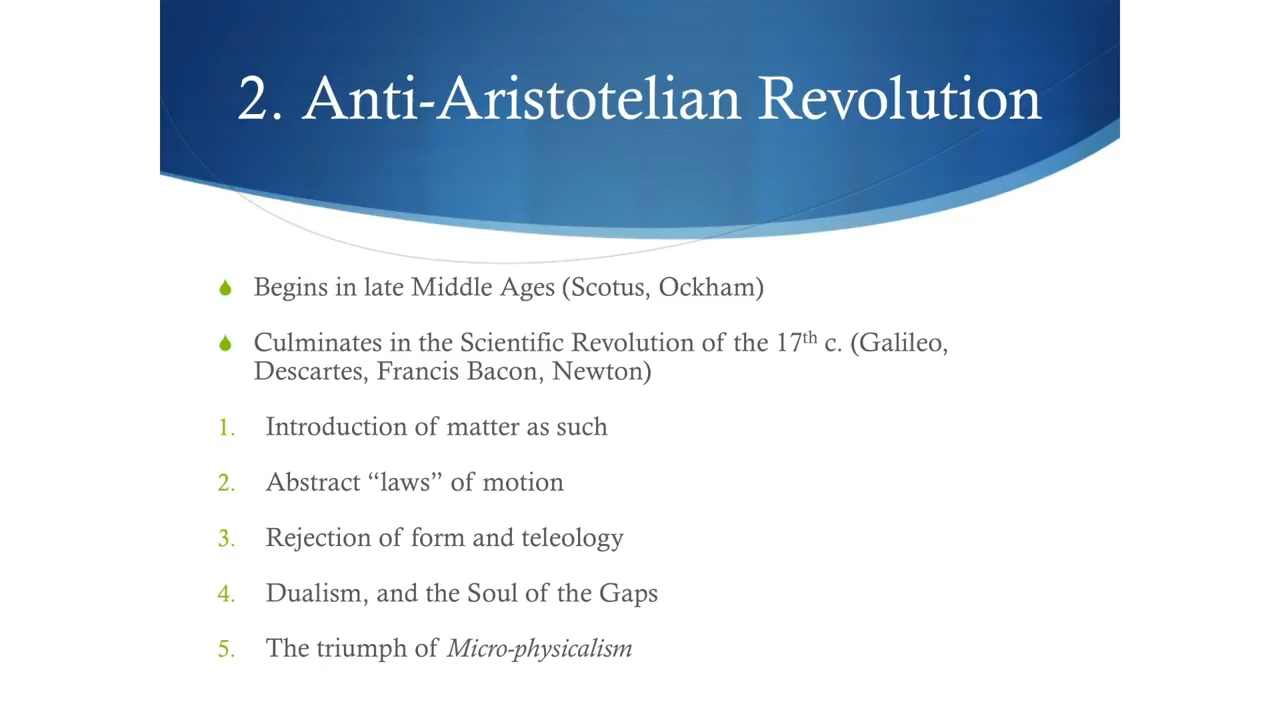 2. Anti-Aristotelian Revolution
Begins in late Middle Ages (Scotus, Ockham)
Culminates in the Scientific Revolution of the 17th c. (Galileo,
Descartes, Francis Bacon, Newton)
1. Introduction of matter as such
2. Abstract “laws” of motion
3. Rejection of form and teleology
4. Dualism, and the Soul of the Gaps
5. The triumph of Micro-physicalism